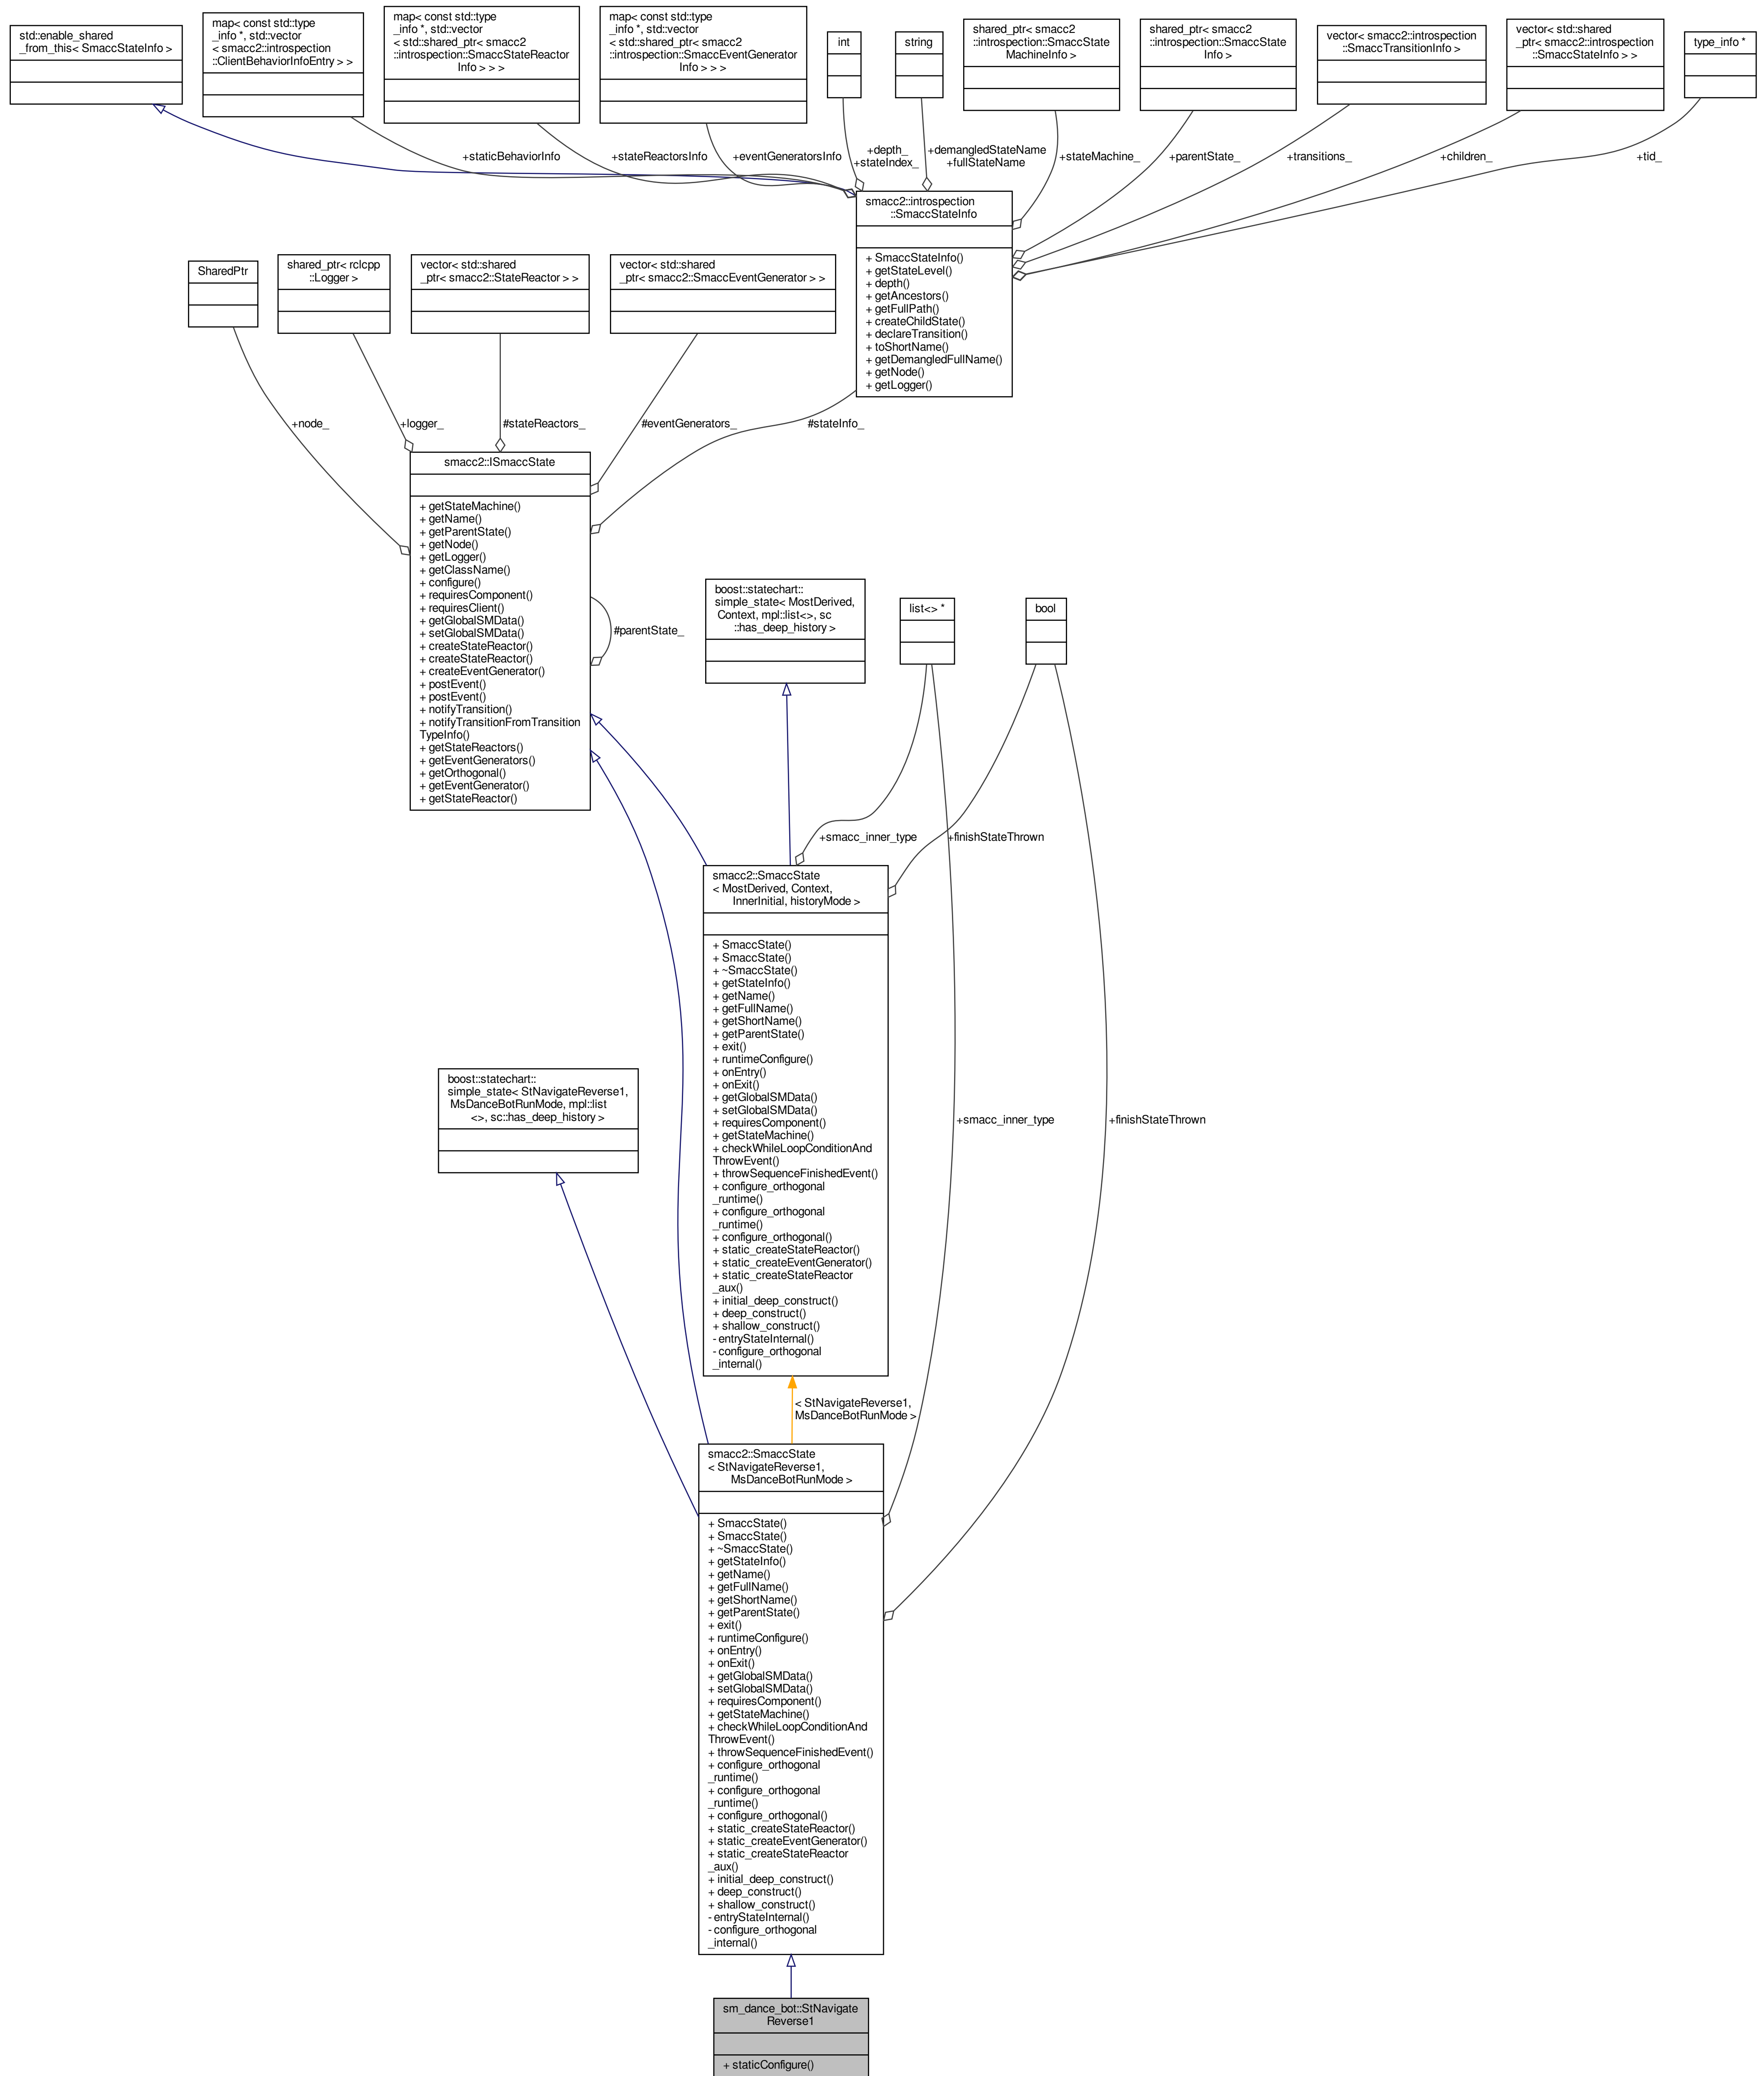 std::enable_shared
_from_this< SmaccStateInfo >
map< const std::type
_info *, std::vector
< smacc2::introspection
::ClientBehaviorInfoEntry > >
map< const std::type
_info *, std::vector
< std::shared_ptr< smacc2
::introspection::SmaccStateReactor
Info > > >
map< const std::type
_info *, std::vector
< std::shared_ptr< smacc2
::introspection::SmaccEventGenerator
Info > > >
int
string
shared_ptr< smacc2
::introspection::SmaccState
MachineInfo >
shared_ptr< smacc2
::introspection::SmaccState
Info >
vector< smacc2::introspection
::SmaccTransitionInfo >
vector< std::shared
_ptr< smacc2::introspection
::SmaccStateInfo > >
type_info *
+staticBehaviorInfo
+stateReactorsInfo
+eventGeneratorsInfo
+depth_
+stateIndex_
+demangledStateName
+fullStateName
+stateMachine_
+parentState_
+transitions_
+children_
+tid_
smacc2::introspection
::SmaccStateInfo
+ SmaccStateInfo()
+ getStateLevel()
+ depth()
+ getAncestors()
+ getFullPath()
+ createChildState()
+ declareTransition()
+ toShortName()
+ getDemangledFullName()
+ getNode()
+ getLogger()
SharedPtr
shared_ptr< rclcpp
::Logger >
vector< std::shared
_ptr< smacc2::StateReactor > >
vector< std::shared
_ptr< smacc2::SmaccEventGenerator > >
+node_
+logger_
#stateReactors_
#eventGenerators_
#stateInfo_
smacc2::ISmaccState
+ getStateMachine()
+ getName()
+ getParentState()
+ getNode()
+ getLogger()
+ getClassName()
+ configure()
+ requiresComponent()
+ requiresClient()
+ getGlobalSMData()
+ setGlobalSMData()
+ createStateReactor()
+ createStateReactor()
+ createEventGenerator()
+ postEvent()
+ postEvent()
+ notifyTransition()
+ notifyTransitionFromTransition
TypeInfo()
+ getStateReactors()
+ getEventGenerators()
+ getOrthogonal()
+ getEventGenerator()
+ getStateReactor()
#parentState_
boost::statechart::
simple_state< MostDerived,
Context, mpl::list<>, sc
::has_deep_history >
list<> *
bool
+smacc_inner_type
+finishStateThrown
smacc2::SmaccState
< MostDerived, Context,
InnerInitial, historyMode >
+ SmaccState()
+ SmaccState()
+ ~SmaccState()
+ getStateInfo()
+ getName()
+ getFullName()
+ getShortName()
+ getParentState()
+ exit()
+ runtimeConfigure()
+ onEntry()
+ onExit()
+ getGlobalSMData()
+ setGlobalSMData()
+ requiresComponent()
+ getStateMachine()
+ checkWhileLoopConditionAnd
ThrowEvent()
+ throwSequenceFinishedEvent()
+ configure_orthogonal
_runtime()
+ configure_orthogonal
_runtime()
+ configure_orthogonal()
+ static_createStateReactor()
+ static_createEventGenerator()
+ static_createStateReactor
_aux()
+ initial_deep_construct()
+ deep_construct()
+ shallow_construct()
- entryStateInternal()
- configure_orthogonal
_internal()
boost::statechart::
simple_state< StNavigateReverse1,
MsDanceBotRunMode, mpl::list
<>, sc::has_deep_history >
+smacc_inner_type
+finishStateThrown
< StNavigateReverse1,
MsDanceBotRunMode >
smacc2::SmaccState
< StNavigateReverse1,
MsDanceBotRunMode >
+ SmaccState()
+ SmaccState()
+ ~SmaccState()
+ getStateInfo()
+ getName()
+ getFullName()
+ getShortName()
+ getParentState()
+ exit()
+ runtimeConfigure()
+ onEntry()
+ onExit()
+ getGlobalSMData()
+ setGlobalSMData()
+ requiresComponent()
+ getStateMachine()
+ checkWhileLoopConditionAnd
ThrowEvent()
+ throwSequenceFinishedEvent()
+ configure_orthogonal
_runtime()
+ configure_orthogonal
_runtime()
+ configure_orthogonal()
+ static_createStateReactor()
+ static_createEventGenerator()
+ static_createStateReactor
_aux()
+ initial_deep_construct()
+ deep_construct()
+ shallow_construct()
- entryStateInternal()
- configure_orthogonal
_internal()
sm_dance_bot::StNavigate
Reverse1
+ staticConfigure()